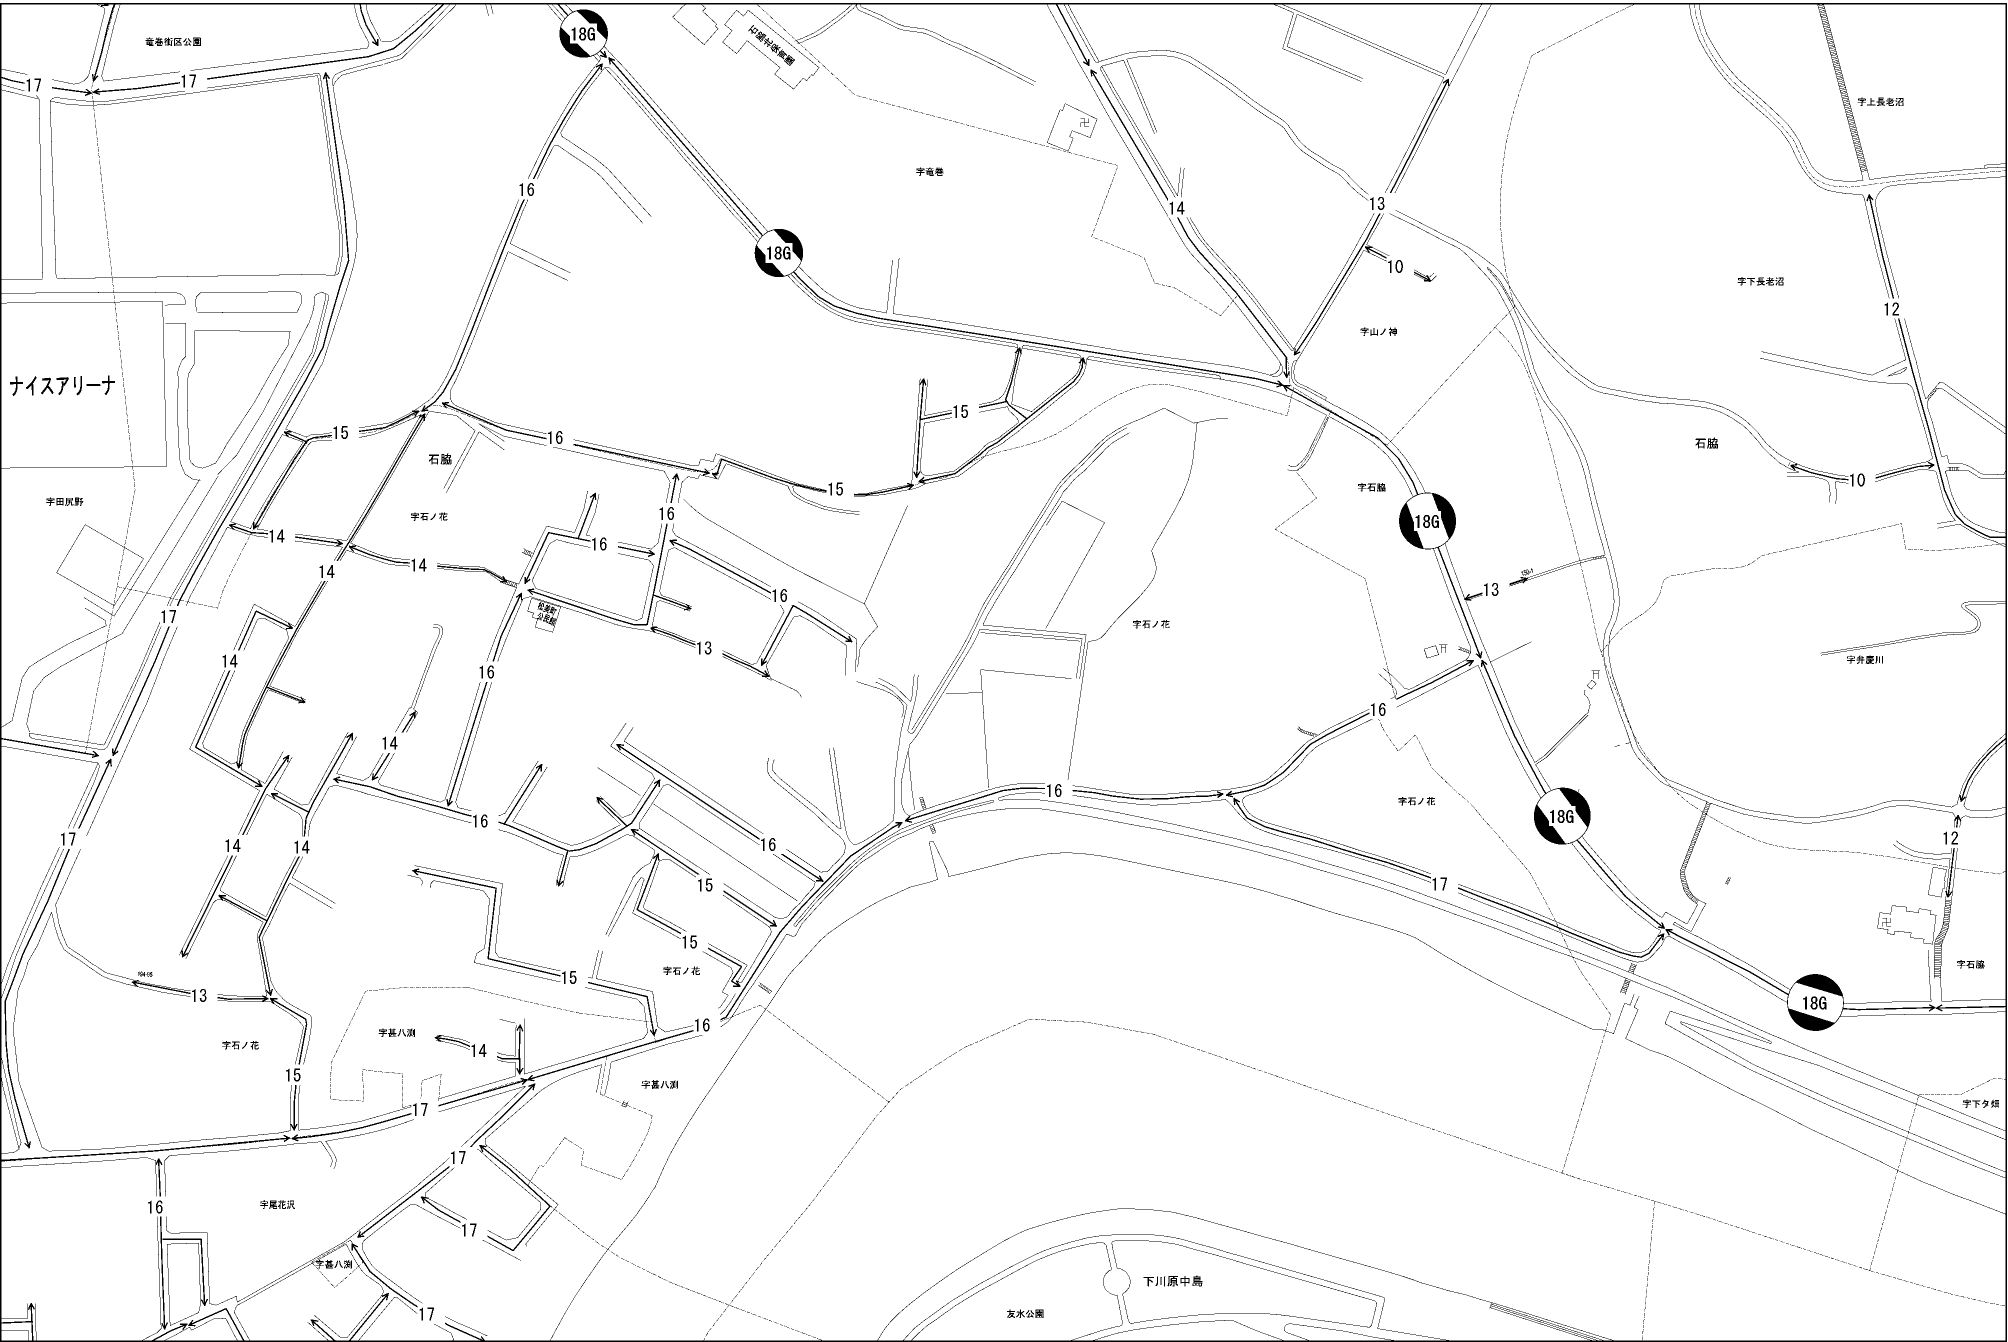 18G
竜巻街区公園
17
17
字上長老沼
字竜巻
16
14
13
18G
10
字下長老沼
12
字山ノ神
ナイスアリーナ
15
16
15
石脇
石脇
10
15
字石脇
字田尻野
字石ノ花
16
18G
14
16
14
14
13
16
17
松美町
公民館
字石ノ花
13
14
16
字弁慶川
16
14
16
字石ノ花
16
18G
17
14
14
16
12
15
17
15
字石ノ花
字石脇
15
13
18G
16
字甚八渕
字石ノ花
14
15
字甚八渕
17
字下タ畑
17
16
字尾花沢
17
字甚八渕
下川原中島
17
友水公園